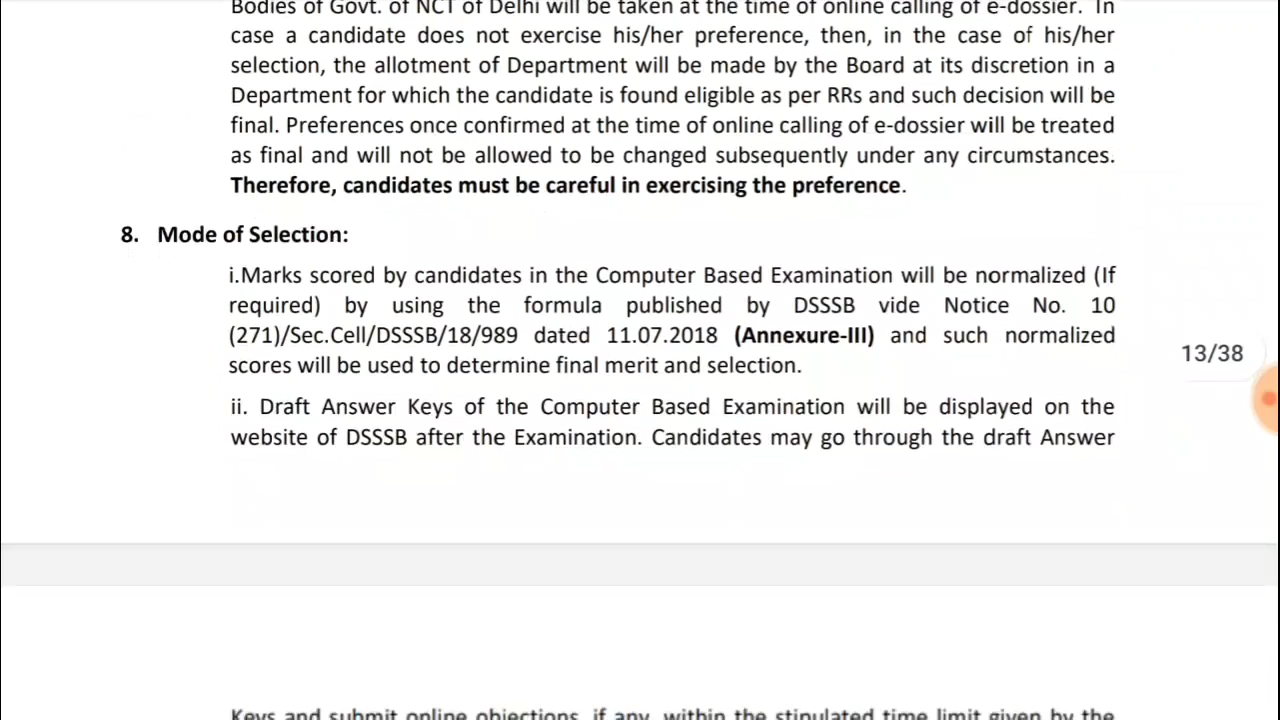 Bodies of Govt. of NCT of Delhi will be taken at the time of online calling of e-dossier. In
case a candidate does not exercise his/her preference, then, in the case of his/her
selection, the allotment of Department will be made by the Board at its discretion in a
Department for which the candidate is found eligible as per RRs and such decision will be
final. Preferences once confirmed at the time of online calling of e-dossier will be treated
as final and will not be allowed to be changed subsequently under any circumstances.
Therefore, candidates must be careful in exercising the preference.
8. Mode of Selection:
i.Marks scored by candidates in the Computer Based Examination will be normalized (If
required) by using the formula published by DSSSB vide Notice No. 10
(271)/Sec.Cell/DSSSB/18/989 dated 11.07.2018 (Annexure-III) and such normalized
13/38
scores will be used to determine final merit and selection.
ii. Draft Answer Keys of the Computer Based Examination will be displayed on the
website of DSSSB after the Examination. Candidates may go through the draft Answer
Keys and submit online objections, if any, within the stipulated time limit given by the